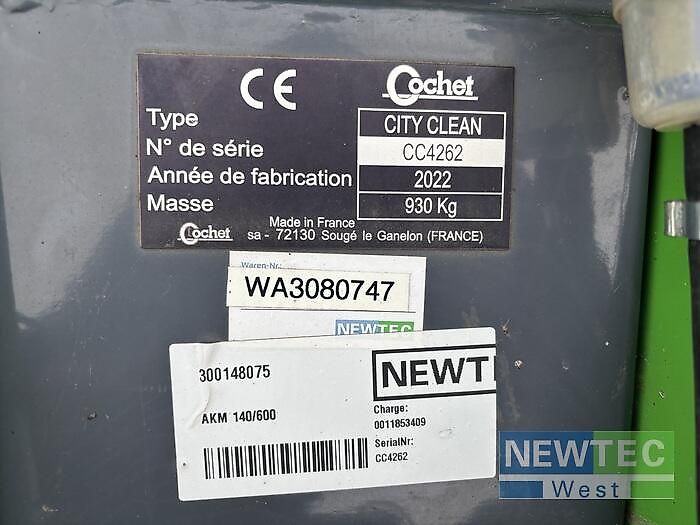 CE
Cochet
Type CITY CLEAN
N° de série CC4262
Année de fabrication 2022
Masse 930 Kg
Made in France
Cochet sa - 72130 Sougé le Ganelon (FRANCE)
Waren-Nr.:
WA3080747
NEWTEC
300148075
NEWT
AKM 140/600
Charge:
0011853409
SerialNr:
CC4262
NEWTEC
West